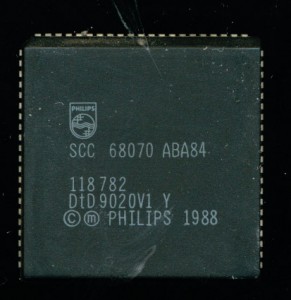 PHILIPS
SCC 68070 ABA84
118782
DtD9020V1 Y
©ⓜ PHILIPS 1988